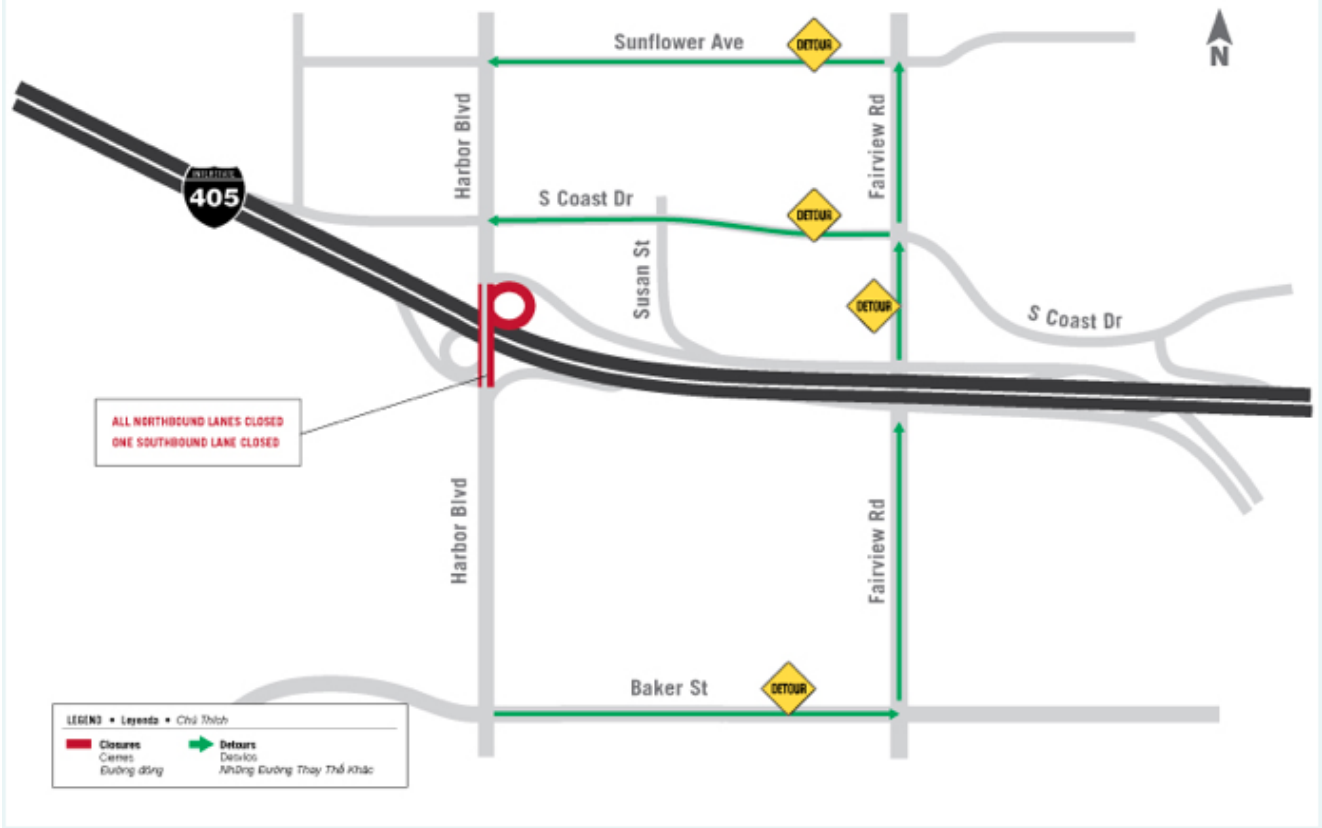 Sunflower Ave
DETOUR
N
Harbor Blvd
Fairview Rd
INTERSTATE
405
S Coast Dr
DETOUR
Susan St
DETOUR
S Coast Dr
ALL NORTHBOUND LANES CLOSED
ONE SOUTHBOUND LANE CLOSED
Harbor Blvd
Fairview Rd
Baker St
DETOUR
LEGEND • Leyenda • Chú Thích
Closures
Cierres
Đường đóng
Detours
Desvíos
Những Đường Thay Thế Khác